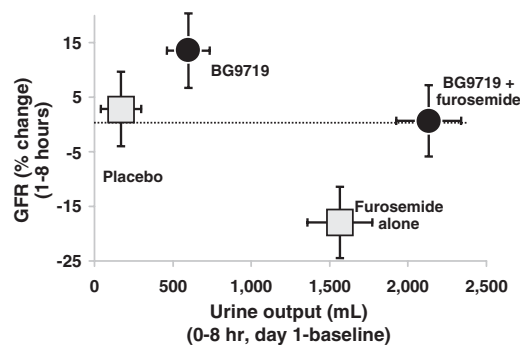 GFR (% change)
(1-8 hours)
15
5
-5
-15
-25
BG9719
BG9719 +
furosemide
Placebo
Furosemide
alone
0
500
1,000
1,500
2,000
2,500
Urine output (mL)
(0-8 hr, day 1-baseline)